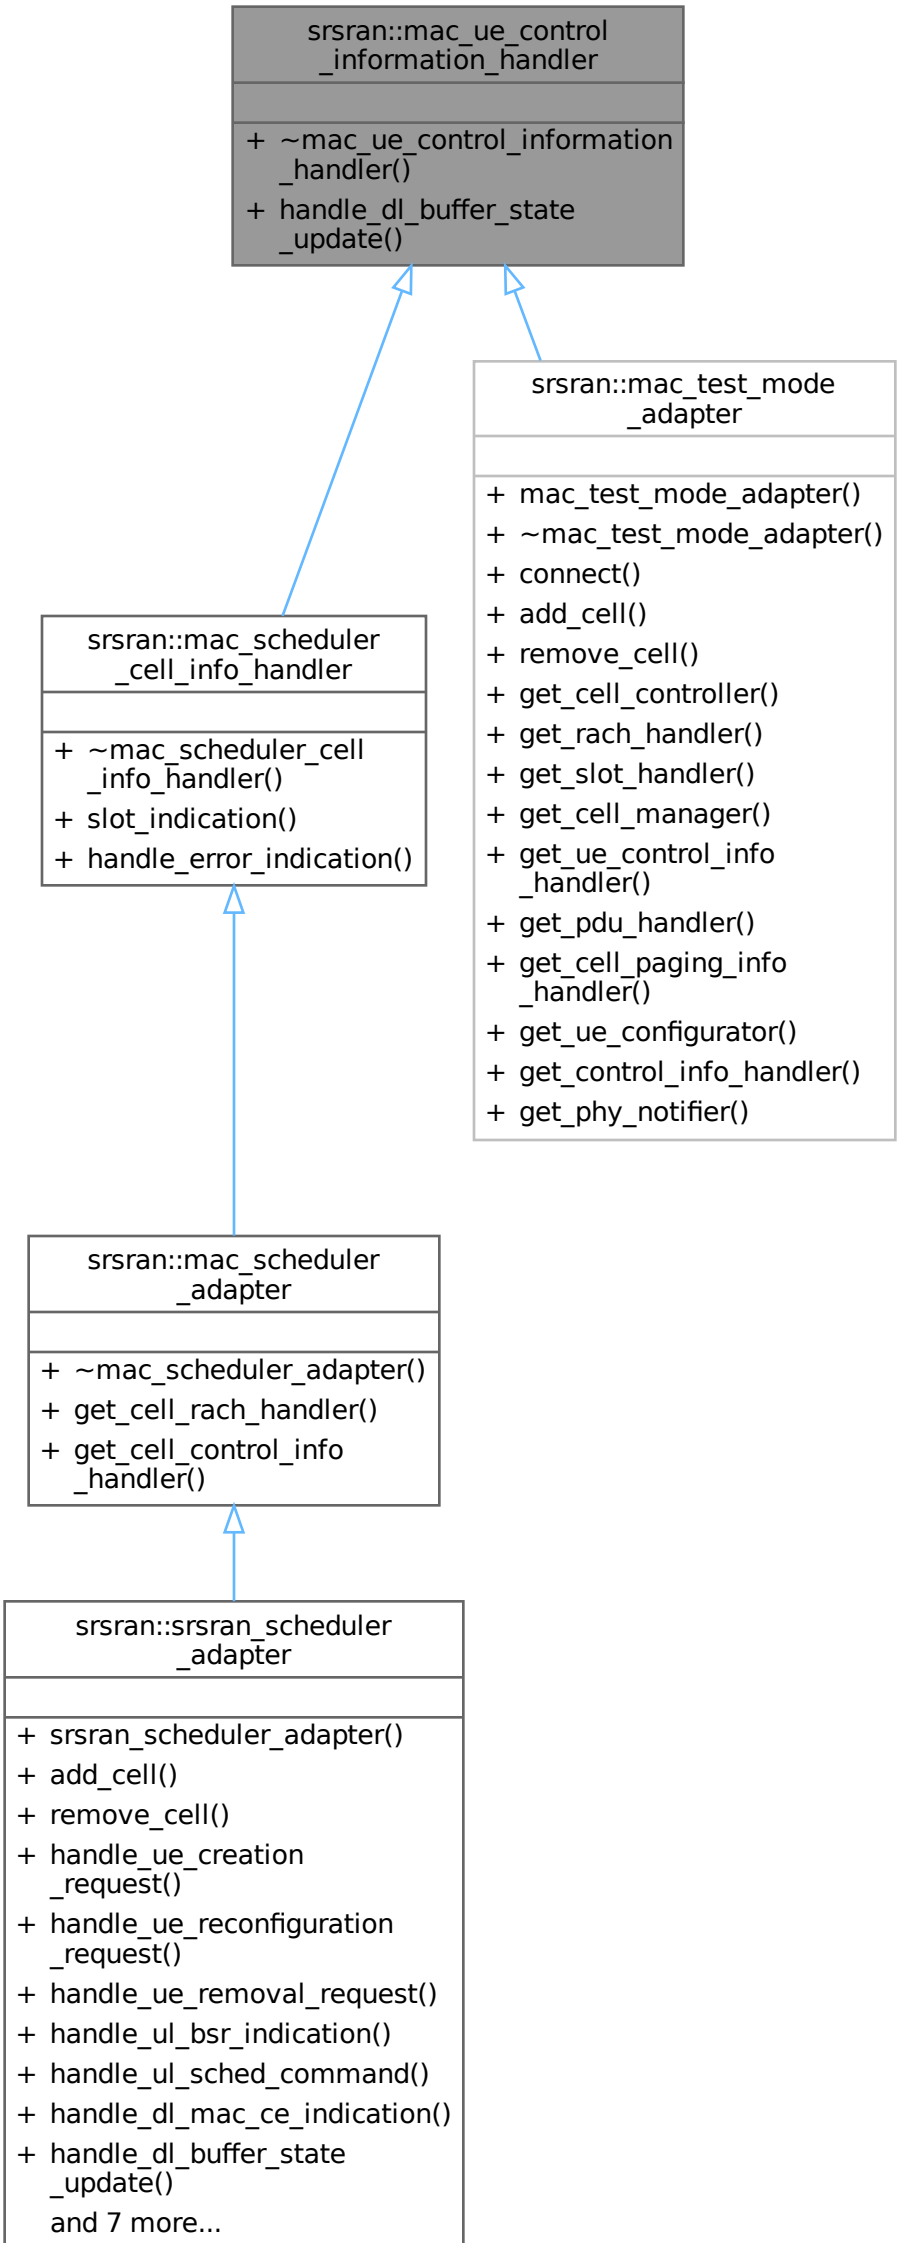 srsran::mac_ue_control
_information_handler
+ ~mac_ue_control_information
_handler()
+ handle_dl_buffer_state
_update()
srsran::mac_test_mode
_adapter
+ mac_test_mode_adapter()
+ ~mac_test_mode_adapter()
+ connect()
+ add_cell()
+ remove_cell()
+ get_cell_controller()
+ get_rach_handler()
+ get_slot_handler()
+ get_cell_manager()
+ get_ue_control_info
_handler()
+ get_pdu_handler()
+ get_cell_paging_info
_handler()
+ get_ue_configurator()
+ get_control_info_handler()
+ get_phy_notifier()
srsran::mac_scheduler
_cell_info_handler
+ ~mac_scheduler_cell
_info_handler()
+ slot_indication()
+ handle_error_indication()
srsran::mac_scheduler
_adapter
+ ~mac_scheduler_adapter()
+ get_cell_rach_handler()
+ get_cell_control_info
_handler()
srsran::srsran_scheduler
_adapter
+ srsran_scheduler_adapter()
+ add_cell()
+ remove_cell()
+ handle_ue_creation
_request()
+ handle_ue_reconfiguration
_request()
+ handle_ue_removal_request()
+ handle_ul_bsr_indication()
+ handle_ul_sched_command()
+ handle_dl_mac_ce_indication()
+ handle_dl_buffer_state
_update()
and 7 more...